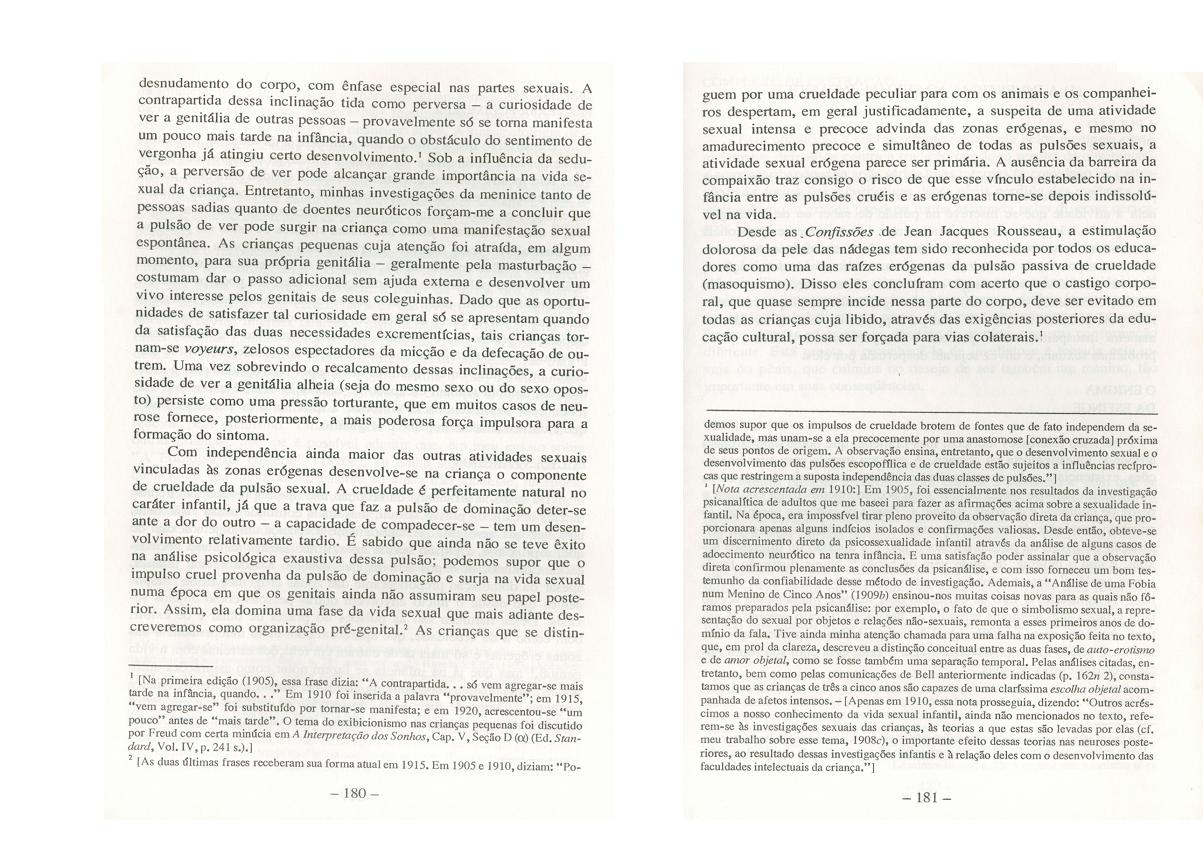 desnudamento do corpo, com ênfase especial nas partes sexuais. A
contrapartida dessa inclinação tida como perversa – a curiosidade de
ver a genitália de outras pessoas – provavelmente só se torna manifesta
um pouco mais tarde na infância, quando o obstáculo do sentimento de
vergonha já atingiu certo desenvolvimento.¹ Sob a influência da sedu-
ção, a perversão de ver pode alcançar grande importância na vida se-
xual da criança. Entretanto, minhas investigações da meninice tanto de
pessoas sadias quanto de doentes neuróticos forçam-me a concluir que
a pulsão de ver pode surgir na criança como uma manifestação sexual
espontânea. As crianças pequenas cuja atenção foi atraída, em algum
momento, para sua própria genitália – geralmente pela masturbação –
costumam dar o passo adicional sem ajuda externa e desenvolver um
vivo interesse pelos genitais de seus coleguinhas. Dado que as oportu-
nidades de satisfazer tal curiosidade em geral só se apresentam quando
da satisfação das duas necessidades excrementícias, tais crianças tor-
nam-se voyeurs, zelosos espectadores da micção e da defecação de ou-
trem. Uma vez sobrevindo o recalcamento dessas inclinações, a curio-
sidade de ver a genitália alheia (seja do mesmo sexo ou do sexo opos-
to) persiste como uma pressão torturante, que em muitos casos de neu-
rose fornece, posteriormente, a mais poderosa força impulsora para a
formação do sintoma.
Com independência ainda maior das outras atividades sexuais
vinculadas às zonas erógenas desenvolve-se na criança o componente
de crueldade da pulsão sexual. A crueldade é perfeitamente natural no
caráter infantil, já que a trava que faz a pulsão de dominação deter-se
ante a dor do outro – a capacidade de compadecer-se – tem um desen-
volvimento relativamente tardio. É sabido que ainda não se teve êxito
na análise psicológica exaustiva dessa pulsão; podemos supor que o
impulso cruel provenha da pulsão de dominação e surja na vida sexual
numa época em que os genitais ainda não assumiram seu papel poste-
rior. Assim, ela domina uma fase da vida sexual que mais adiante des-
creveremos como organização pré-genital.² As crianças que se distin-
¹ [Na primeira edição (1905), essa frase dizia: “A contrapartida. . . só vem agregar-se mais
tarde na infância, quando. . .” Em 1910 foi inserida a palavra “provavelmente”; em 1915,
“vem agregar-se” foi substituído por tornar-se manifesta; e em 1920, acrescentou-se “um
pouco” antes de “mais tarde”. O tema do exibicionismo nas crianças pequenas foi discutido
por Freud com certa minúcia em A Interpretação dos Sonhos, Cap. V, Seção D (α) (Ed. Stan-
dard, Vol. IV, p. 241 s.).]
² [As duas últimas frases receberam sua forma atual em 1915. Em 1905 e 1910, diziam: “Po-
– 180 –
guem por uma crueldade peculiar para com os animais e os companhei-
ros despertam, em geral justificadamente, a suspeita de uma atividade
sexual intensa e precoce advinda das zonas erógenas, e mesmo no
amadurecimento precoce e simultâneo de todas as pulsões sexuais, a
atividade sexual erógena parece ser primária. A ausência da barreira da
compaixão traz consigo o risco de que esse vínculo estabelecido na in-
fância entre as pulsões cruéis e as erógenas torne-se depois indissolú-
vel na vida.
Desde as Confissões de Jean Jacques Rousseau, a estimulação
dolorosa da pele das nádegas tem sido reconhecida por todos os educa-
dores como uma das raízes erógenas da pulsão passiva de crueldade
(masoquismo). Disso eles concluíram com acerto que o castigo corpo-
ral, que quase sempre incide nessa parte do corpo, deve ser evitado em
todas as crianças cuja libido, através das exigências posteriores da edu-
cação cultural, possa ser forçada para vias colaterais.¹
demos supor que os impulsos de crueldade brotem de fontes que de fato independem da se-
xualidade, mas unam-se a ela precocemente por uma anastomose [conexão cruzada] próxima
de seus pontos de origem. A observação ensina, entretanto, que o desenvolvimento sexual e o
desenvolvimento das pulsões escopofílica e de crueldade estão sujeitos a influências recípro-
cas que restringem a suposta independência das duas classes de pulsões.”]
¹ [Nota acrescentada em 1910:] Em 1905, foi essencialmente nos resultados da investigação
psicanalítica de adultos que me baseei para fazer as afirmações acima sobre a sexualidade in-
fantil. Na época, era impossível tirar pleno proveito da observação direta da criança, que pro-
porcionara apenas alguns indícios isolados e confirmações valiosas. Desde então, obteve-se
um discernimento direto da psicossexualidade infantil através da análise de alguns casos de
adoecimento neurótico na tenra infância. E uma satisfação poder assinalar que a observação
direta confirmou plenamente as conclusões da psicanálise, e com isso forneceu um bom tes-
temunho da confiabilidade desse método de investigação. Ademais, a “Análise de uma Fobia
num Menino de Cinco Anos” (1909b) ensinou-nos muitas coisas novas para as quais não fô-
ramos preparados pela psicanálise: por exemplo, o fato de que o simbolismo sexual, a repre-
sentação do sexual por objetos e relações não-sexuais, remonta a esses primeiros anos de do-
mínio da fala. Tive ainda minha atenção chamada para uma falha na exposição feita no texto,
que, em prol da clareza, descreveu a distinção conceitual entre as duas fases, de auto-erotismo
e de amor objetal, como se fosse também uma separação temporal. Pelas análises citadas, en-
tretanto, bem como pelas comunicações de Bell anteriormente indicadas (p. 162n 2), consta-
tamos que as crianças de três a cinco anos são capazes de uma claríssima escolha objetal acom-
panhada de afetos intensos. – [Apenas em 1910, essa nota prosseguia, dizendo: “Outros acrés-
cimos a nosso conhecimento da vida sexual infantil, ainda não mencionados no texto, refe-
rem-se às investigações sexuais das crianças, às teorias a que estas são levadas por elas (cf.
meu trabalho sobre esse tema, 1908c), o importante efeito dessas teorias nas neuroses poste-
riores, ao resultado dessas investigações infantis e à relação deles com o desenvolvimento das
faculdades intelectuais da criança.”]
– 181 –